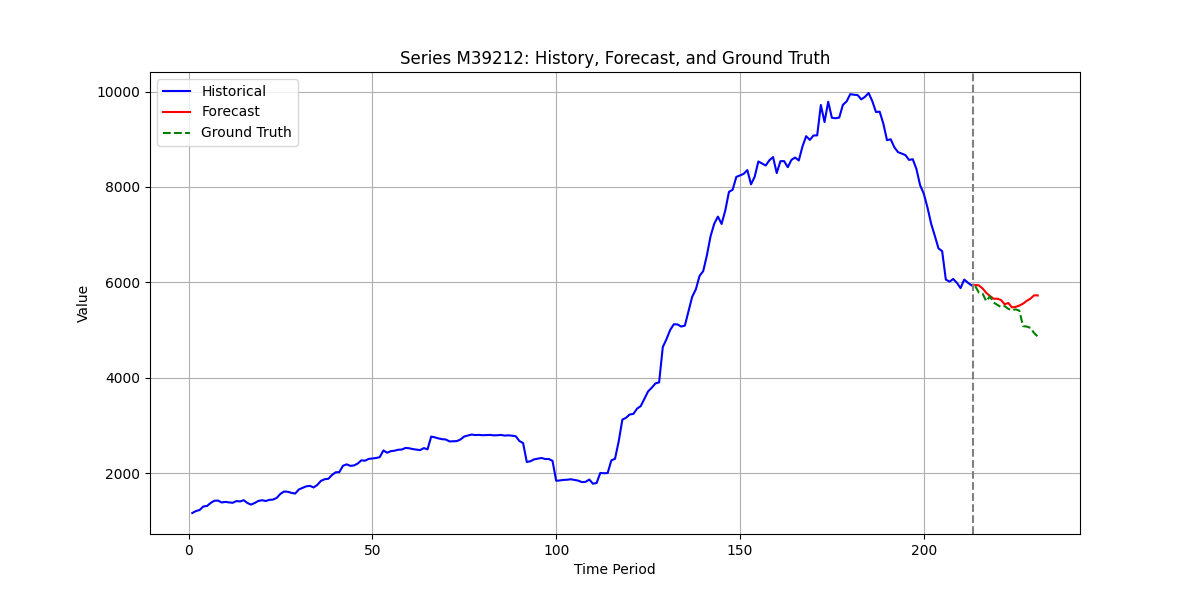 Series M39212: History, Forecast, and Ground Truth
Historical
Forecast
Ground Truth
10000
8000
6000
4000
2000
Value
0
50
100
150
200
Time Period